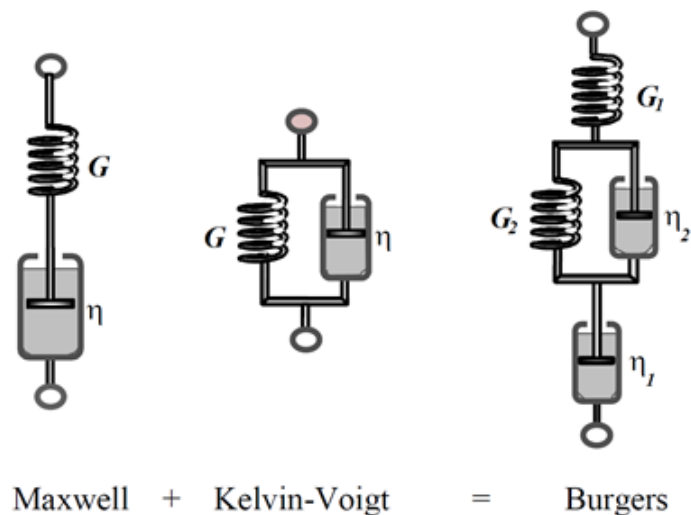 G
η
G
η
G₁
G₂
η₂
η₁
Maxwell + Kelvin-Voigt = Burgers